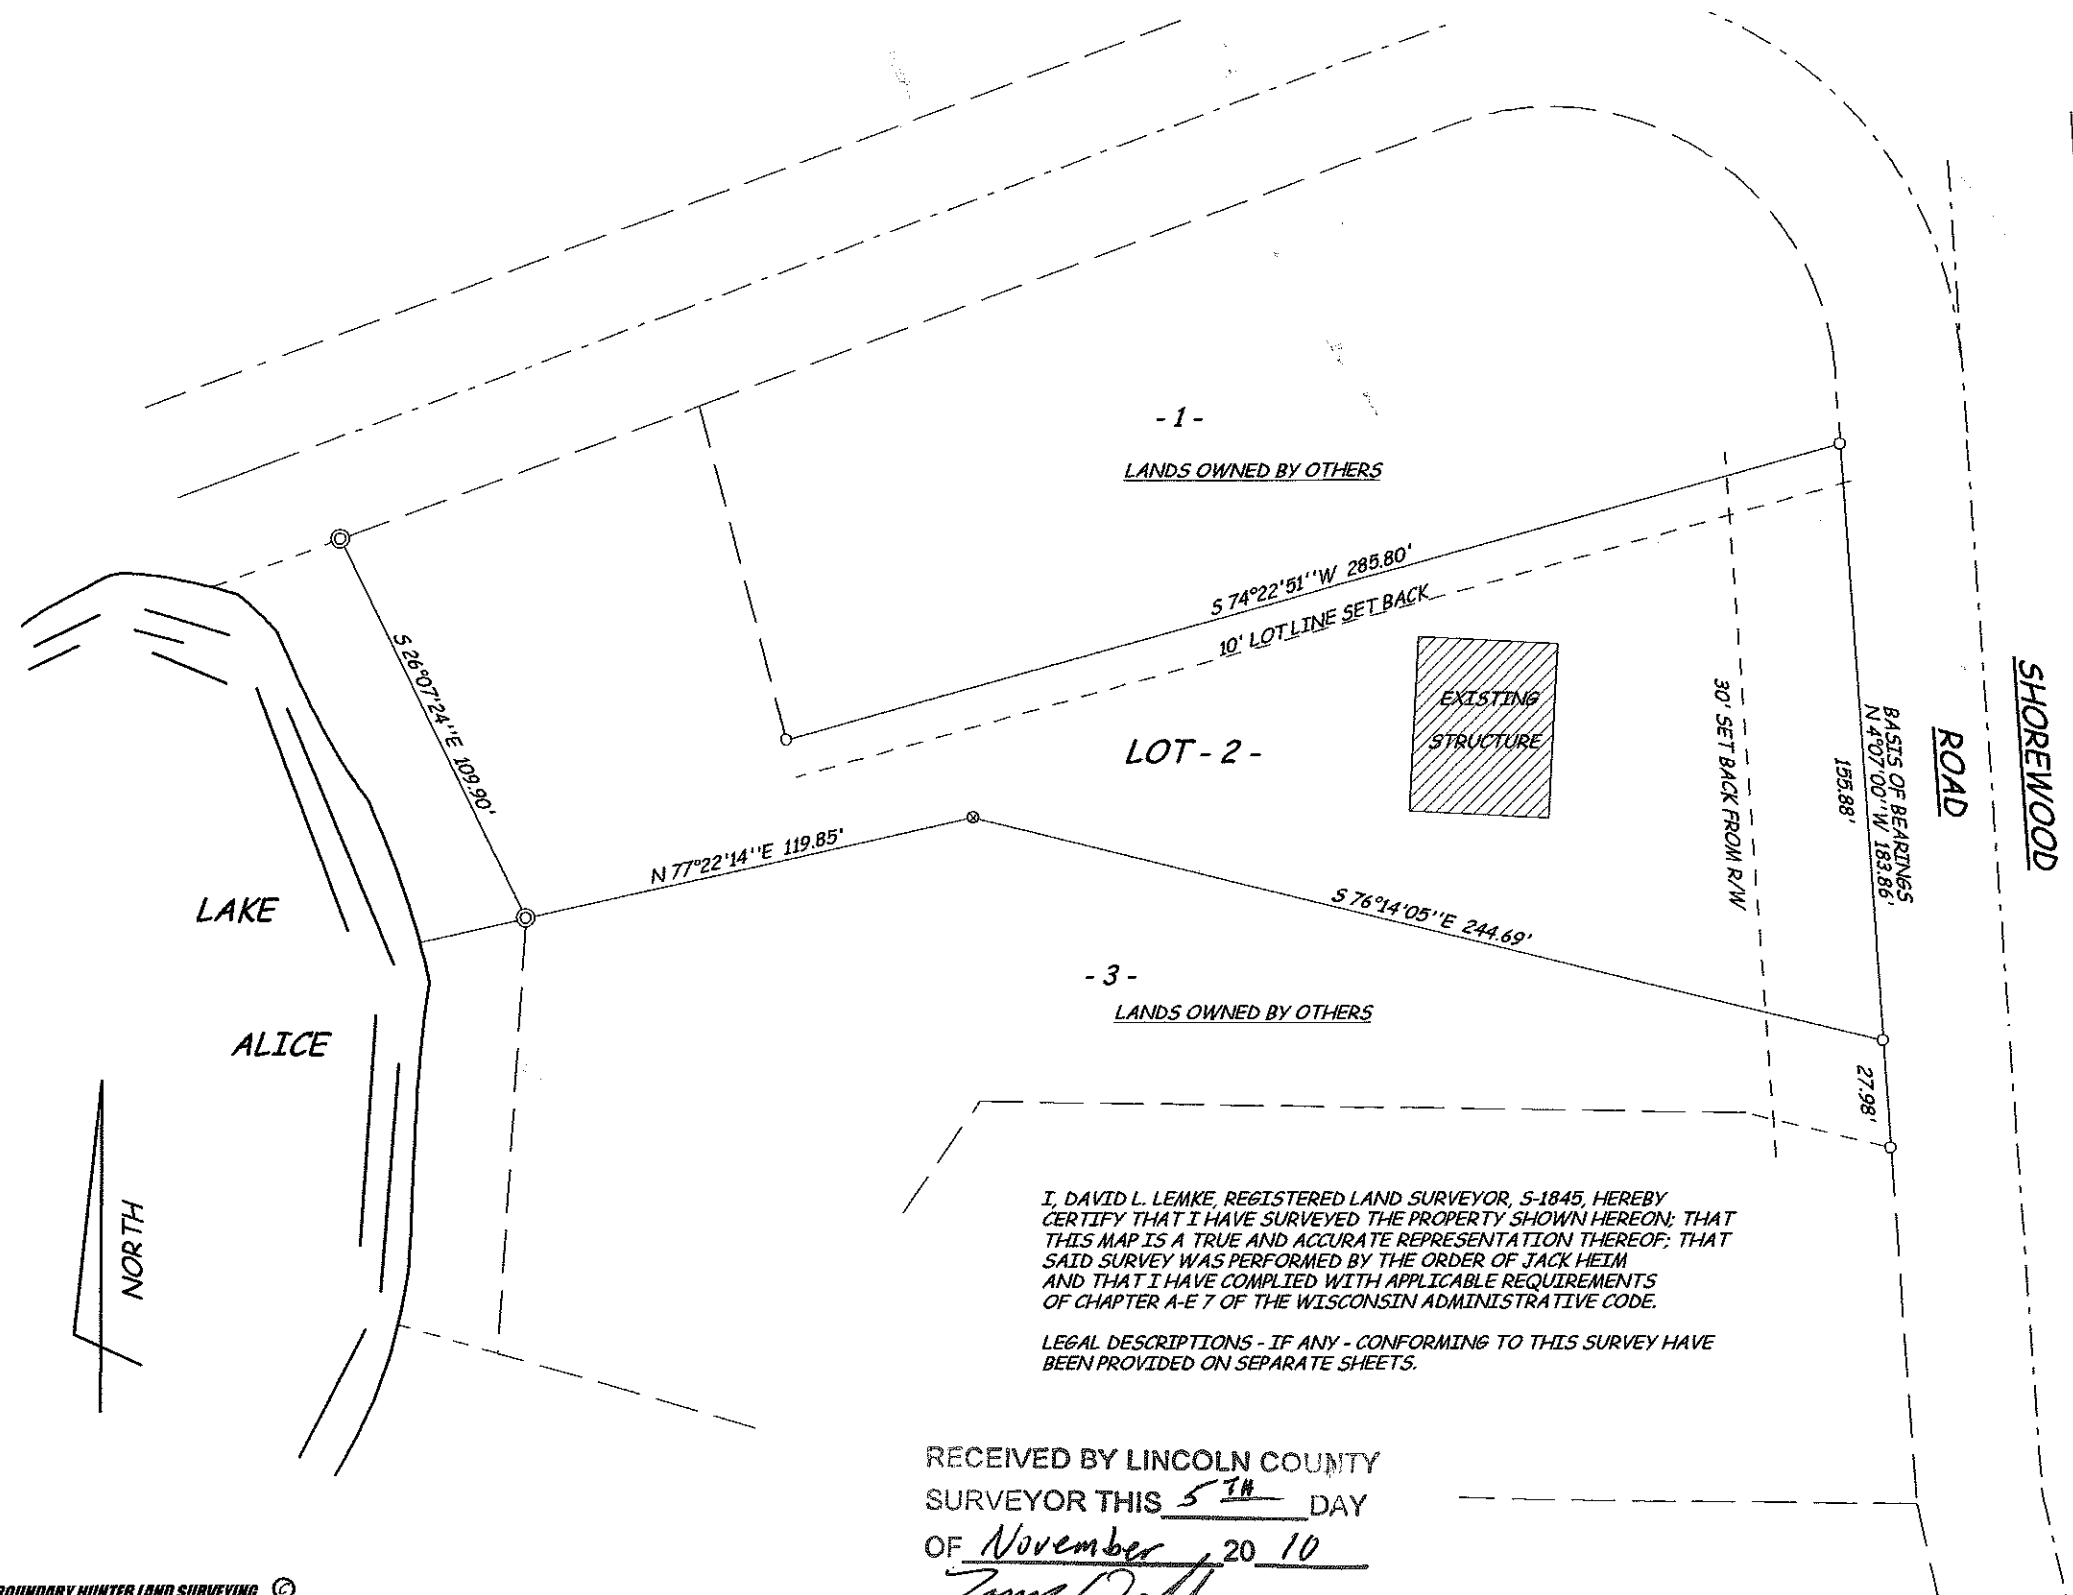 - 1 -
LANDS OWNED BY OTHERS
S 74°22'51''W 285.80'
10' LOT LINE SET BACK
S 26°07'24''E 109.90'
EXISTING
STRUCTURE
LOT - 2 -
30' SET BACK FROM R/W
155.88'
BASIS OF BEARINGS
N 4°07'00''W 183.86'
SHOREWOOD
ROAD
N 77°22'14''E 119.85'
S 76°14'05''E 244.69'
LAKE
ALICE
- 3 -
LANDS OWNED BY OTHERS
27.98'
NORTH
I, DAVID L. LEMKE, REGISTERED LAND SURVEYOR, S-1845, HEREBY
CERTIFY THAT I HAVE SURVEYED THE PROPERTY SHOWN HEREON; THAT
THIS MAP IS A TRUE AND ACCURATE REPRESENTATION THEREOF; THAT
SAID SURVEY WAS PERFORMED BY THE ORDER OF JACK HEIM
AND THAT I HAVE COMPLIED WITH APPLICABLE REQUIREMENTS
OF CHAPTER A-E 7 OF THE WISCONSIN ADMINISTRATIVE CODE.
LEGAL DESCRIPTIONS - IF ANY - CONFORMING TO THIS SURVEY HAVE
BEEN PROVIDED ON SEPARATE SHEETS.
RECEIVED BY LINCOLN COUNTY
SURVEYOR THIS 5TH DAY
OF November, 20 10
BOUNDARY HUNTER LAND SURVEYING ©